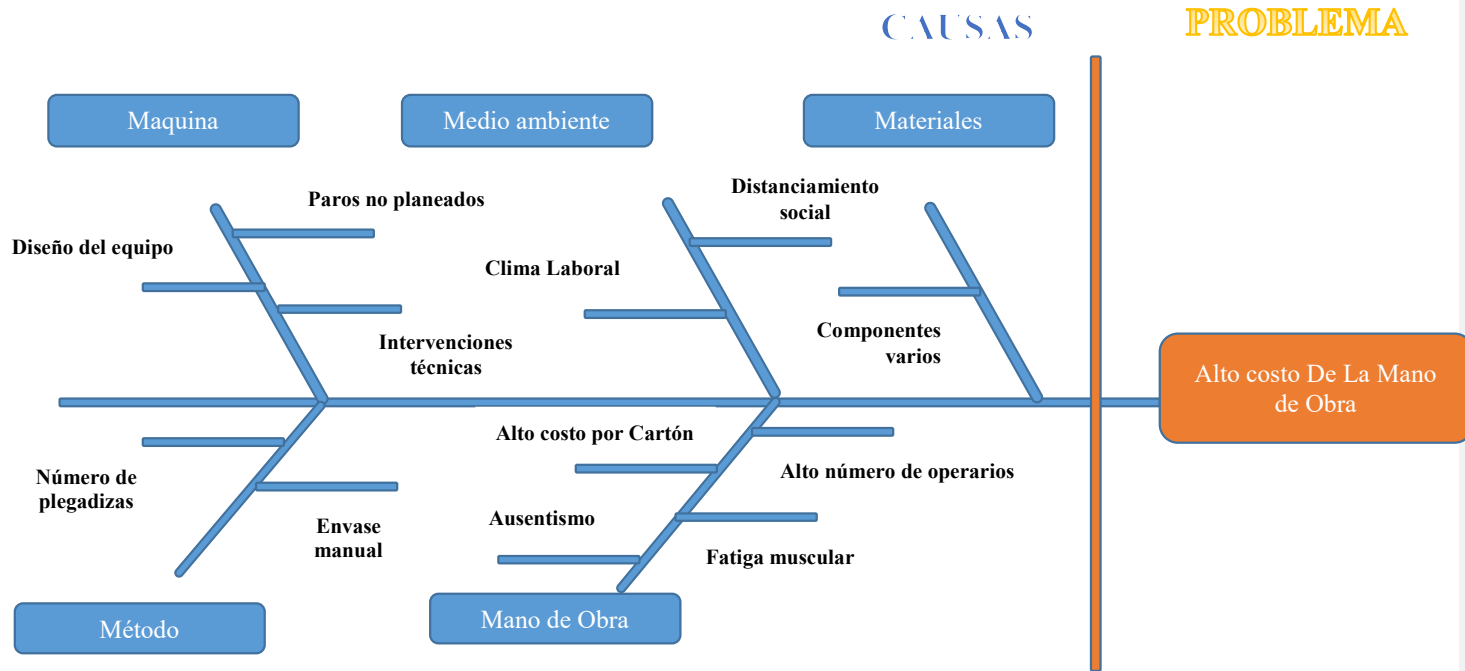 CAUSAS
PROBLEMA
Maquina
Medio ambiente
Materiales
Paros no planeados
Distanciamiento
social
Diseño del equipo
Clima Laboral
Intervenciones
técnicas
Componentes
varios
Alto costo De La Mano
de Obra
Alto costo por Cartón
Número de
plegadizas
Alto número de operarios
Envase
manual
Ausentismo
Fatiga muscular
Método
Mano de Obra